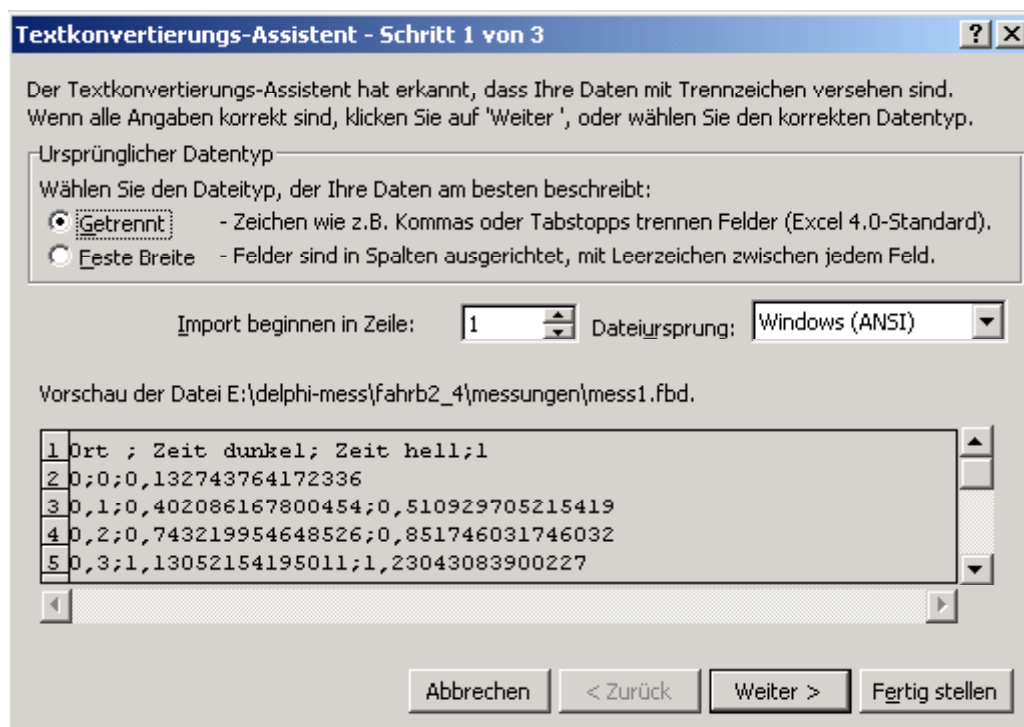 Textkonvertierungs-Assistent - Schritt 1 von 3
Der Textkonvertierungs-Assistent hat erkannt, dass Ihre Daten mit Trennzeichen versehen sind.
Wenn alle Angaben korrekt sind, klicken Sie auf 'Weiter ', oder wählen Sie den korrekten Datentyp.
Ursprünglicher Datentyp
Wählen Sie den Dateityp, der Ihre Daten am besten beschreibt:
Getrennt - Zeichen wie z.B. Kommas oder Tabstopps trennen Felder (Excel 4.0-Standard).
Feste Breite - Felder sind in Spalten ausgerichtet, mit Leerzeichen zwischen jedem Feld.
Import beginnen in Zeile: 1 Dateiursprung: Windows (ANSI)
Vorschau der Datei E:\delphi-mess\fahrb2_4\messungen\mess1.fbd.
1 Ort ; Zeit dunkel; Zeit hell;l
2 0;0;0,132743764172336
3 0,1;0,402086167800454;0,510929705215419
4 0,2;0,743219954648526;0,851746031746032
5 0,3;1,13052154195011;1,23043083900227
Abbrechen < Zurück Weiter > Fertig stellen